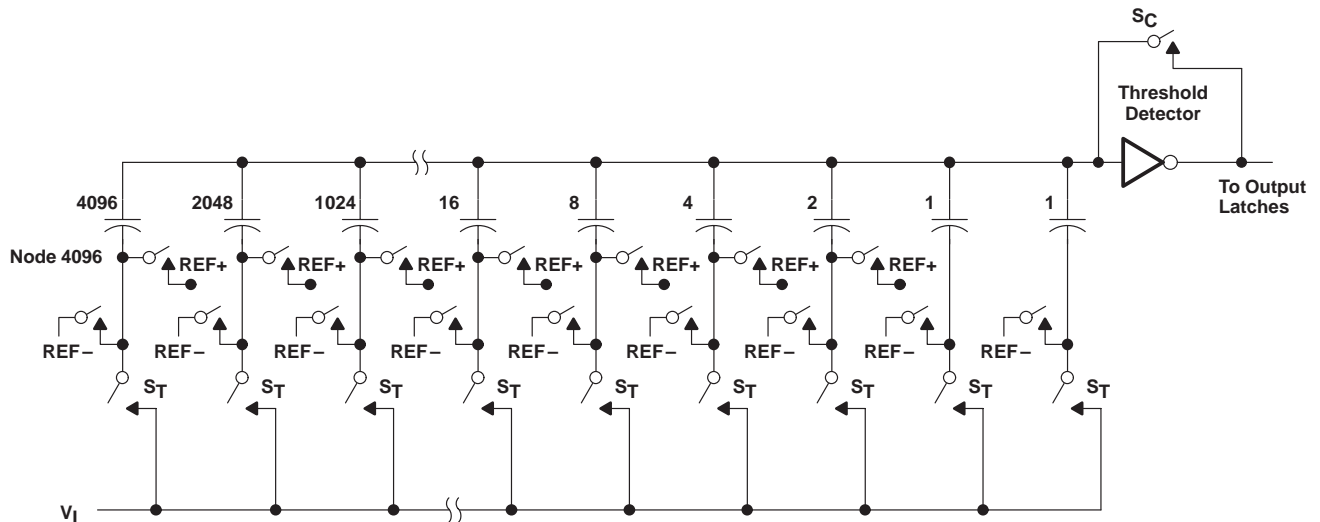 SC
Threshold
Detector
To Output
Latches
4096 2048 1024 16 8 4 2 1 1
Node 4096 REF+ REF+ REF+ REF+ REF+ REF+ REF+
REF− REF− REF− REF− REF− REF− REF− REF− REF−
ST ST ST ST ST ST ST ST ST
VI